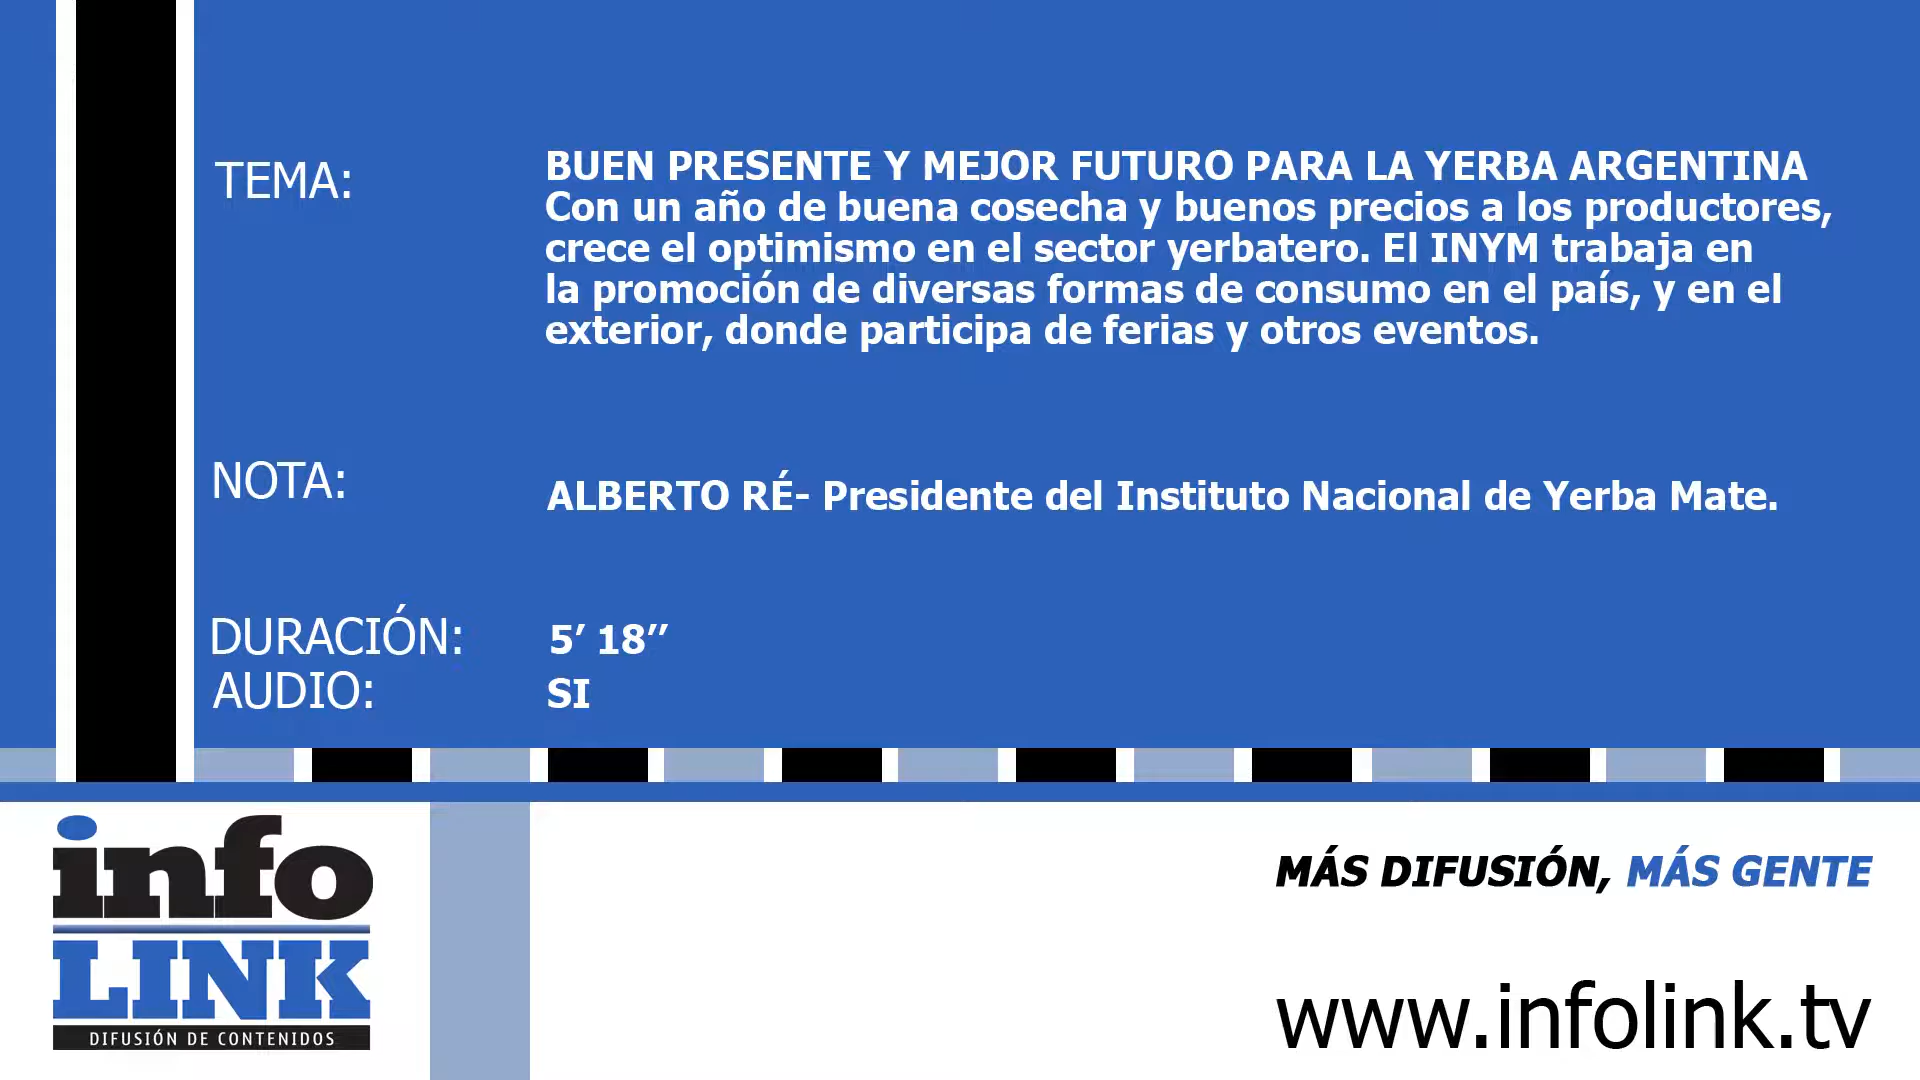 TEMA:
BUEN PRESENTE Y MEJOR FUTURO PARA LA YERBA ARGENTINA
Con un año de buena cosecha y buenos precios a los productores,
crece el optimismo en el sector yerbatero. El INYM trabaja en
la promoción de diversas formas de consumo en el país, y en el
exterior, donde participa de ferias y otros eventos.
NOTA:
ALBERTO RÉ- Presidente del Instituto Nacional de Yerba Mate.
DURACIÓN:
5’ 18’’
AUDIO:
SI
info
LINK
DIFUSIÓN DE CONTENIDOS
MÁS DIFUSIÓN, MÁS GENTE
www.infolink.tv